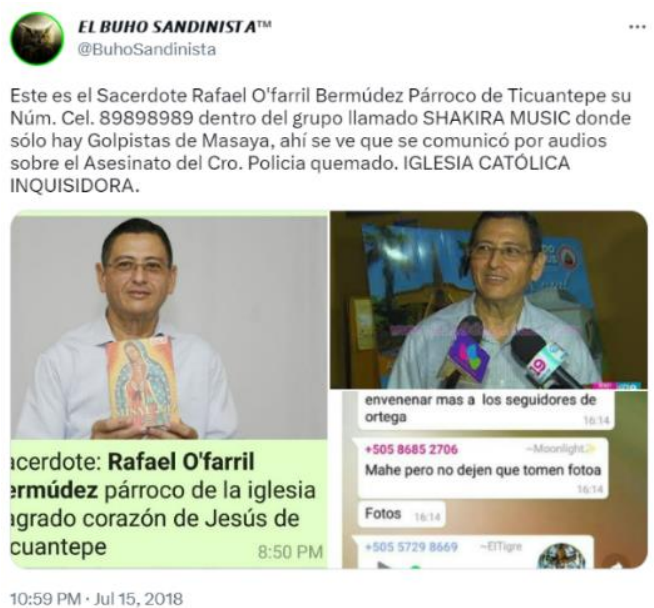 EL BUHO SANDINISTA™
@BuhoSandinista
Este es el Sacerdote Rafael O'farril Bermúdez Párroco de Ticuantepe su
Núm. Cel. 89898989 dentro del grupo llamado SHAKIRA MUSIC donde
sólo hay Golpistas de Masaya, ahí se ve que se comunicó por audios
sobre el Asesinato del Cro. Policia quemado. IGLESIA CATÓLICA
INQUISIDORA.
acerdote: Rafael O'farril
ermúdez párroco de la iglesia
agrado corazón de Jesús de
cuantepe
8:50 PM
envenenar mas a los seguidores de
ortega
16:14
+505 8685 2706 ~Moonlight
Mahe pero no dejen que tomen fotoa
16:14
Fotos 16:14
+505 5729 8669 ~ElTigre
10:59 PM · Jul 15, 2018